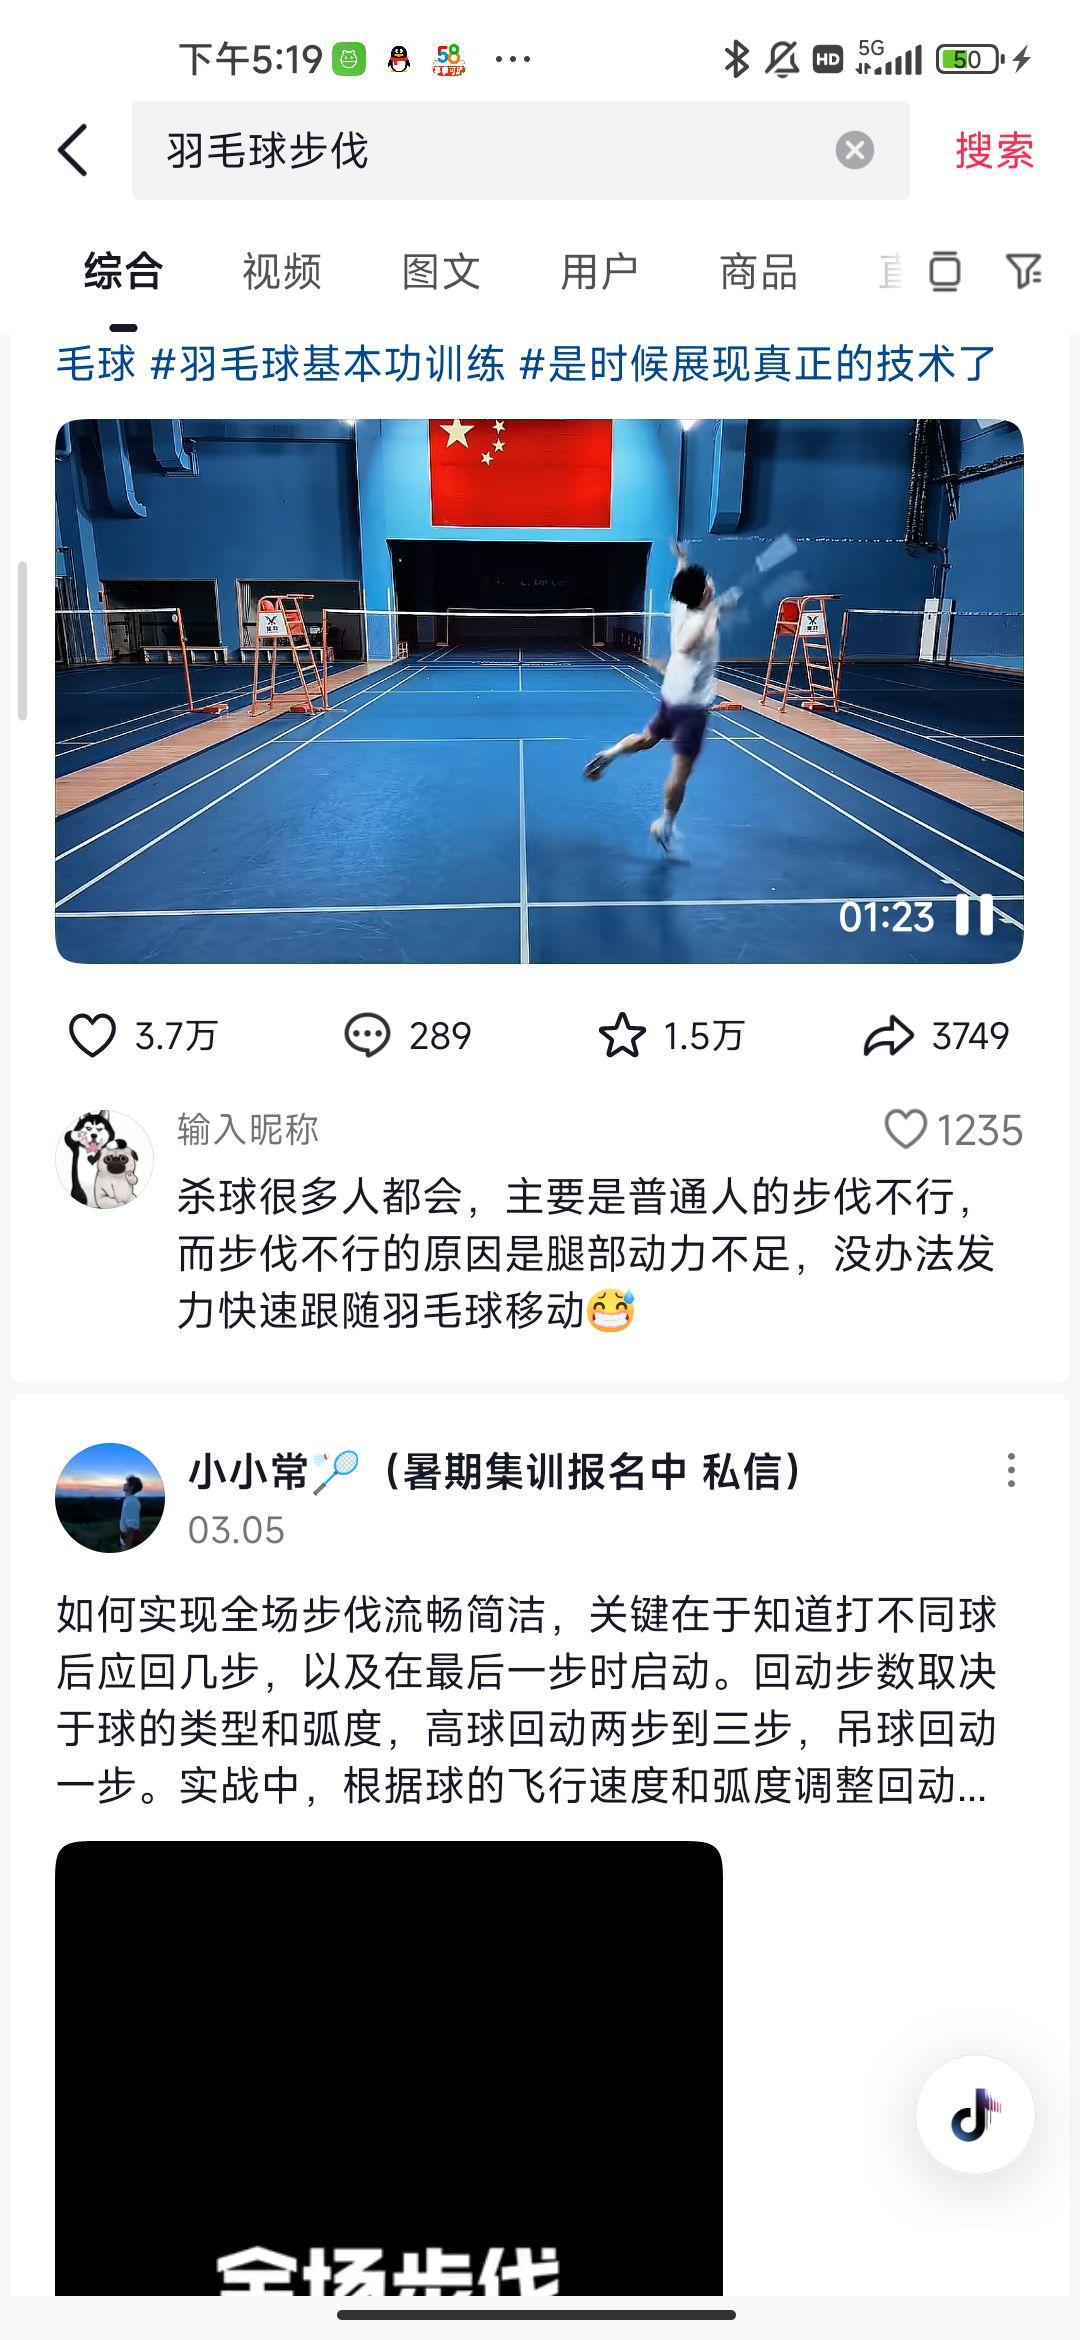 下午5:19
58
HD
5G
50
羽毛球步伐
搜索
综合
视频
图文
用户
商品
毛球 #羽毛球基本功训练 #是时候展现真正的技术了
01:23
3.7万
289
1.5万
3749
输入昵称
1235
杀球很多人都会，主要是普通人的步伐不行，
而步伐不行的原因是腿部动力不足，没办法发
力快速跟随羽毛球移动😅
小小常🏸（暑期集训报名中 私信）
03.05
如何实现全场步伐流畅简洁，关键在于知道打不同球
后应回几步，以及在最后一步时启动。回动步数取决
于球的类型和弧度，高球回动两步到三步，吊球回动
一步。实战中，根据球的飞行速度和弧度调整回动...
全场步伐